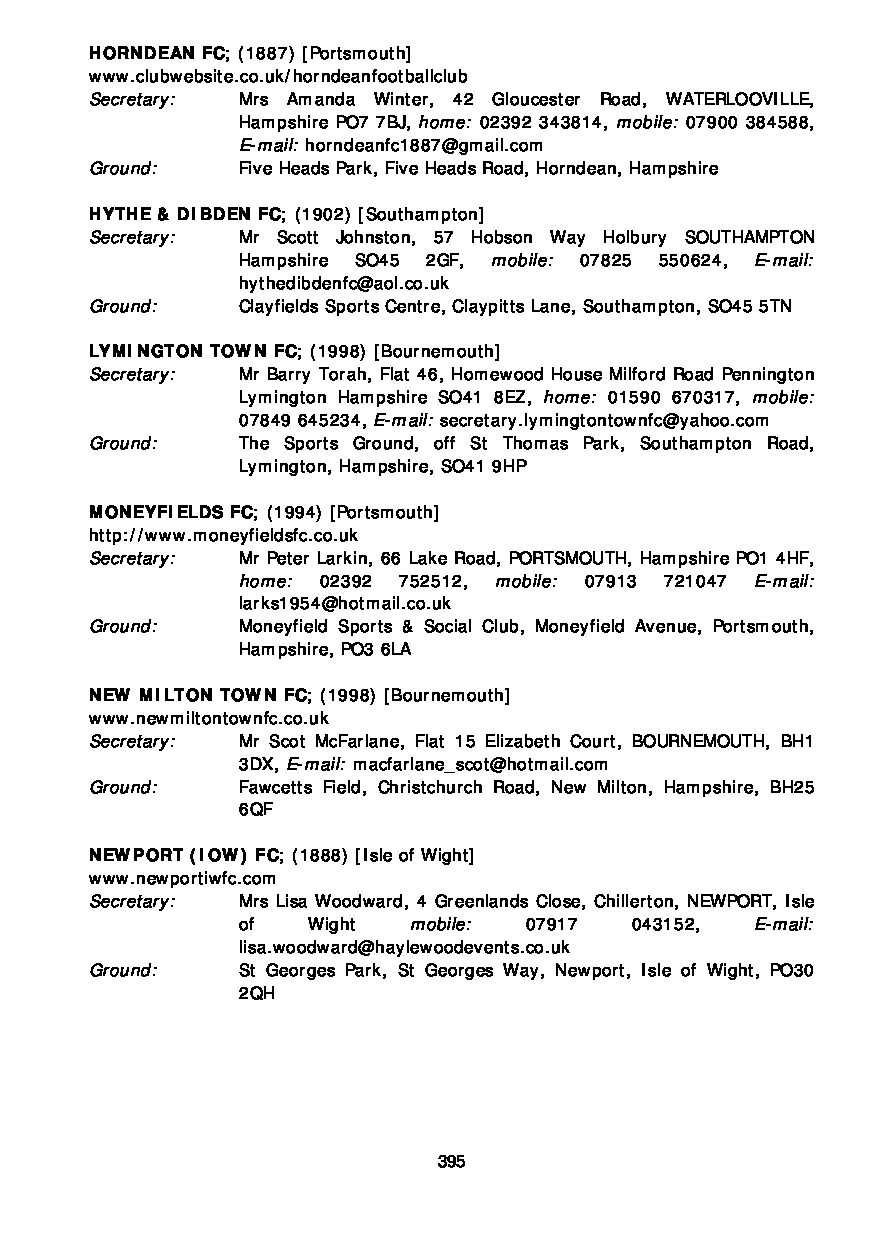 HORNDEAN FC; (1887) [Portsmouth]
www.clubwebsite.co.uk/horndeanfootballclub
Secretary: Mrs Amanda Winter, 42 Gloucester Road, WATERLOOVILLE,
Hampshire PO7 7BJ, home: 02392 343814, mobile: 07900 384588,
E-mail: horndeanfc1887@gmail.com
Ground: Five Heads Park, Five Heads Road, Horndean, Hampshire
HYTHE & DIBDEN FC; (1902) [Southampton]
Secretary: Mr Scott Johnston, 57 Hobson Way Holbury SOUTHAMPTON
Hampshire SO45 2GF, mobile: 07825 550624, E-mail:
hythedibdenfc@aol.co.uk
Ground: Clayfields Sports Centre, Claypitts Lane, Southampton, SO45 5TN
LYMINGTON TOWN FC; (1998) [Bournemouth]
Secretary: Mr Barry Torah, Flat 46, Homewood House Milford Road Pennington
Lymington Hampshire SO41 8EZ, home: 01590 670317, mobile:
07849 645234, E-mail: secretary.lymingtontownfc@yahoo.com
Ground: The Sports Ground, off St Thomas Park, Southampton Road,
Lymington, Hampshire, SO41 9HP
MONEYFIELDS FC; (1994) [Portsmouth]
http://www.moneyfieldsfc.co.uk
Secretary: Mr Peter Larkin, 66 Lake Road, PORTSMOUTH, Hampshire PO1 4HF,
home: 02392 752512, mobile: 07913 721047 E-mail:
larks1954@hotmail.co.uk
Ground: Moneyfield Sports & Social Club, Moneyfield Avenue, Portsmouth,
Hampshire, PO3 6LA
NEW MILTON TOWN FC; (1998) [Bournemouth]
www.newmiltontownfc.co.uk
Secretary: Mr Scot McFarlane, Flat 15 Elizabeth Court, BOURNEMOUTH, BH1
3DX, E-mail: macfarlane_scot@hotmail.com
Ground: Fawcetts Field, Christchurch Road, New Milton, Hampshire, BH25
6QF
NEWPORT (IOW) FC; (1888) [Isle of Wight]
www.newportiwfc.com
Secretary: Mrs Lisa Woodward, 4 Greenlands Close, Chillerton, NEWPORT, Isle
of Wight mobile: 07917 043152, E-mail:
lisa.woodward@haylewoodevents.co.uk
Ground: St Georges Park, St Georges Way, Newport, Isle of Wight, PO30
2QH
395